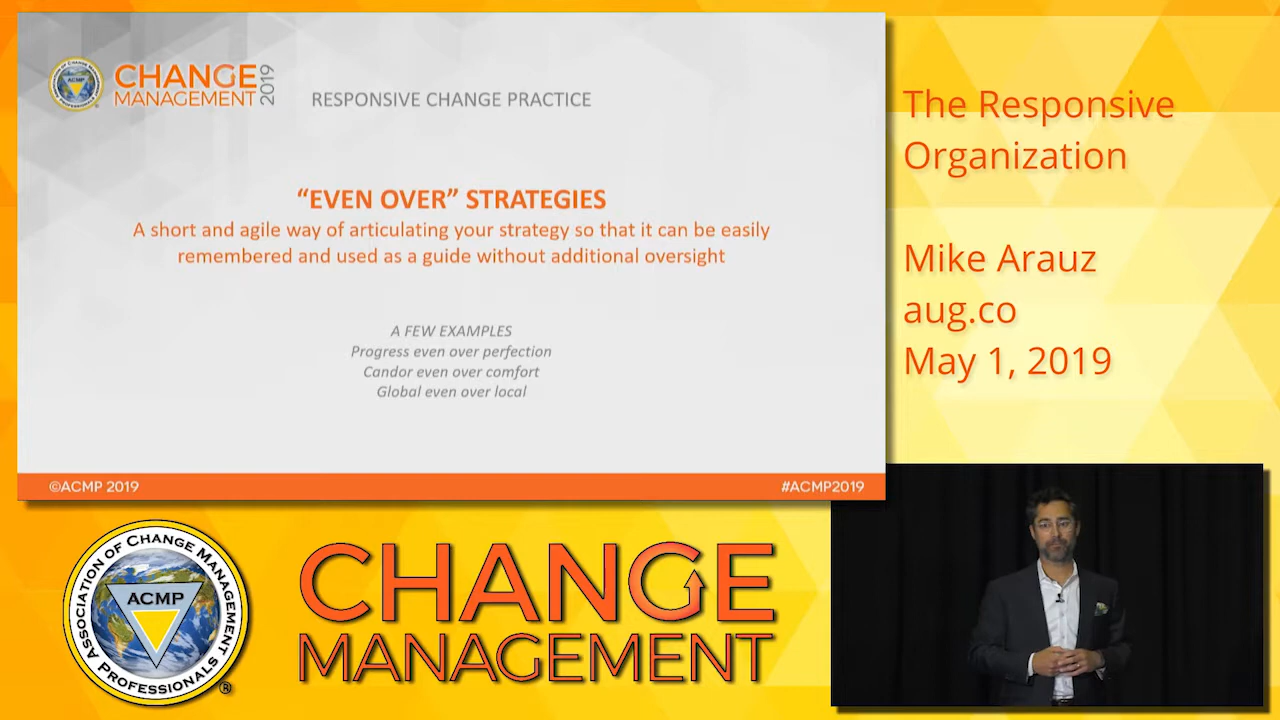 CHANGE
MANAGEMENT
2019
ACMP
RESPONSIVE CHANGE PRACTICE
“EVEN OVER” STRATEGIES
A short and agile way of articulating your strategy so that it can be easily
remembered and used as a guide without additional oversight
A FEW EXAMPLES
Progress even over perfection
Candor even over comfort
Global even over local
©ACMP 2019
#ACMP2019
The Responsive
Organization
Mike Arauz
aug.co
May 1, 2019
ASSOCIATION OF CHANGE MANAGEMENT PROFESSIONALS
ACMP
®
CHANGE
MANAGEMENT